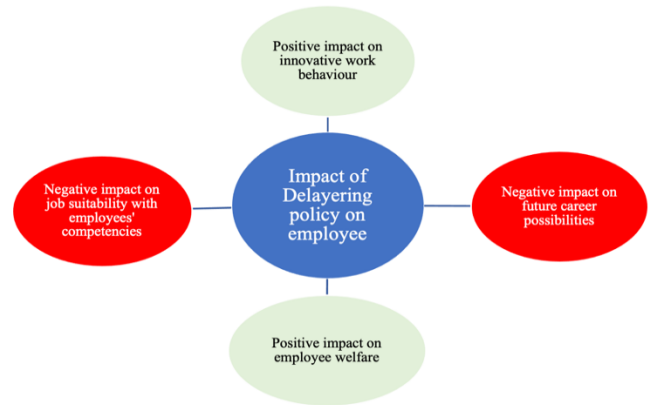 Positive impact on
innovative work
behaviour
Impact of
Delayering
policy on
employee
Negative impact on
job suitability with
employees'
competencies
Negative impact on
future career
possibilities
Positive impact on
employee welfare